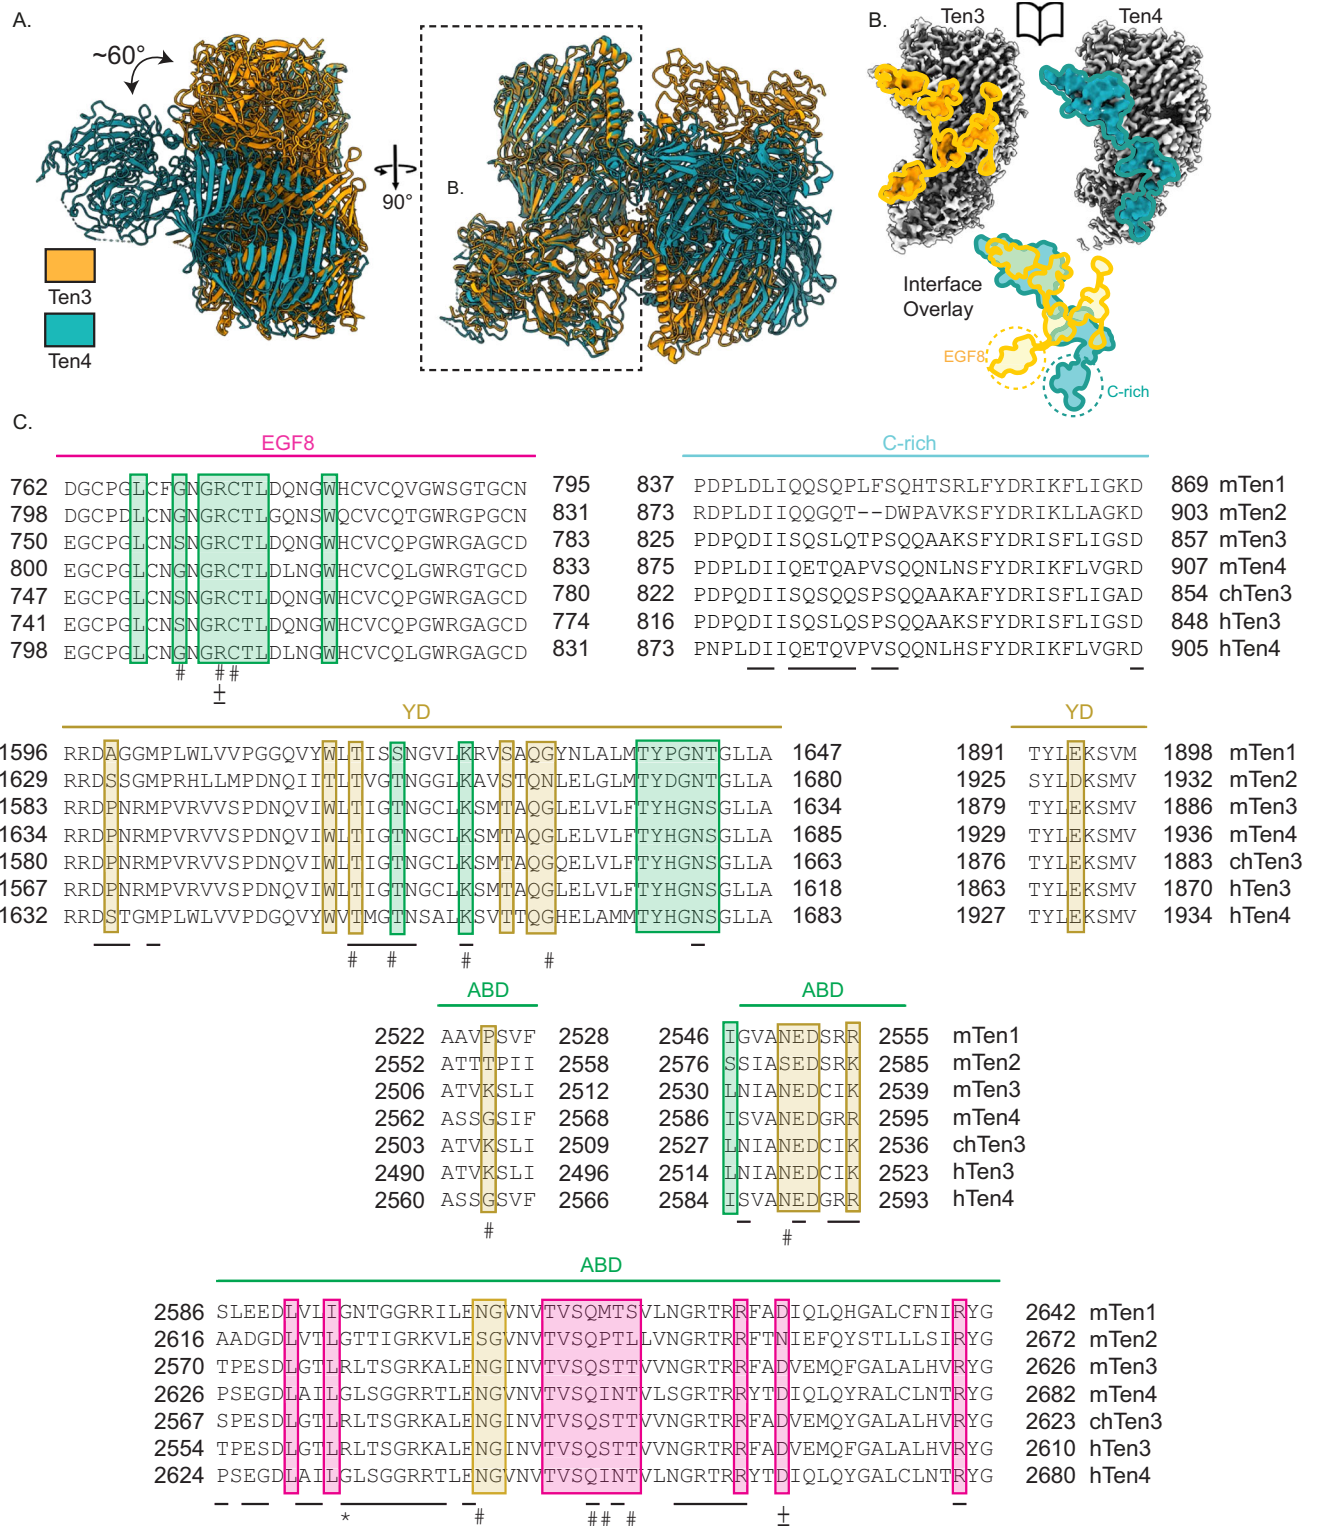 A.
~60°
90°
B.
Ten3
Ten4
B.
Ten3
Ten4
Interface
Overlay
EGF8
C-rich
C.
EGF8
762 DGCPGLCFGNGRCTLDQNGWHCVCQVGWSGTGCN 795
798 DGCPDLCNGNGRCTLGQNSWQCVCQTGWRGPGCN 831
750 EGCPGLCNSNGRCTLDQNGWHCVCQPGWRGAGCD 783
800 EGCPGLCNGNGRCTLDLNGWHCVCQLGWRGTGCD 833
747 EGCPGLCNSNGRCTLDQNGWHCVCQPGWRGAGCD 780
741 EGCPGLCNSNGRCTLDQNGWHCVCQPGWRGAGCD 774
798 EGCPGLCNGNGRCTLDLNGWHCVCQLGWRGAGCD 831
# # #
±
C-rich
837 PDPLDLIQQSQPLFSQHTSRLFYDRIKFLIGKD 869 mTen1
873 RDPLDIIQQGQT--DWPAVKSFYDRIKLLAGKD 903 mTen2
825 PDPQDIISQSLQTPSQQAAKSFYDRISFLIGSD 857 mTen3
875 PDPLDIIQETQAPVSQQNLNSFYDRIKFLVGRD 907 mTen4
822 PDPQDIISQSQQSPSQQAAKAFYDRISFLIGAD 854 chTen3
816 PDPQDIISQSLQSPSQQAAKSFYDRISFLIGSD 848 hTen3
873 PNPLDIIQETQVPVSQQNLHSFYDRIKFLVGRD 905 hTen4
YD
1596 RRDAGGMPLWLVVPGGQVYWLTISSNGVLKRVSAQGYNLALMTYPGNTGLLA 1647
1629 RRDSSGMPRHLLMPDNQIITLTVGTNGGLKAVSTQNLELGLMTYDGNTGLLA 1680
1583 RRDPNRMPVRVVSPDNQVIWLTIGTNGCLKSMTAQGLELVLFTYHGNSGLLA 1634
1634 RRDPNRMPVRVVSPDNQVIWLTIGTNGCLKSMTAQGLELVLFTYHGNSGLLA 1685
1580 RRDPNRMPVRVVSPDNQVIWLTIGTNGCLKSMTAQGQELVLFTYHGNSGLLA 1663
1567 RRDPNRMPVRVVSPDNQVIWLTIGTNGCLKSMTAQGLELVLFTYHGNSGLLA 1618
1632 RRDSTGMPLWLVVPDGQVYWVTMGTNSALKSVTTQGHELAMMTYHGNSGLLA 1683
# # # #
YD
1891 TYLEKSVM 1898 mTen1
1925 SYLDKSMV 1932 mTen2
1879 TYLEKSMV 1886 mTen3
1929 TYLEKSMV 1936 mTen4
1876 TYLEKSMV 1883 chTen3
1863 TYLEKSMV 1870 hTen3
1927 TYLEKSMV 1934 hTen4
ABD
2522 AAVPSVF 2528
2552 ATTTPII 2558
2506 ATVKSLI 2512
2562 ASSGSIF 2568
2503 ATVKSLI 2509
2490 ATVKSLI 2496
2560 ASSGSVF 2566
#
ABD
2546 IGVANEDSRR 2555 mTen1
2576 SSIASEDSRK 2585 mTen2
2530 LNIANEDCIK 2539 mTen3
2586 ISVANEDGRR 2595 mTen4
2527 LNIANEDCIK 2536 chTen3
2514 LNIANEDCIK 2523 hTen3
2584 ISVANEDGRR 2593 hTen4
#
ABD
2586 SLEEDLVLIGNTGGRRILENGVNVTVSQMTSVLNGRTRRFADIQLQHGALCFNIRYG 2642 mTen1
2616 AADGDLVTLGTTIGRKVLESGVNVTVSQPTLLVNGRTRRFTNIEFQYSTLLLSIRYG 2672 mTen2
2570 TPESDLGTLRLTSGRKALENGINVTVSQSTTVVNGRTRRFADVEMQFGALALHVRYG 2626 mTen3
2626 PSEGDLAILGLSGGRRTLENGVNVTVSQINTVLSGRTRRYTDIQLQYRALCLNTRYG 2682 mTen4
2567 SPESDLGTLRLTSGRKALENGINVTVSQSTTVVNGRTRRFADVEMQYGALALHVRYG 2623 chTen3
2554 TPESDLGTLRLTSGRKALENGINVTVSQSTTVVNGRTRRFADVEMQFGALALHVRYG 2610 hTen3
2624 PSEGDLAILGLSGGRRTLENGVNVTVSQINTVLNGRTRRYTDIQLQYGALCLNTRYG 2680 hTen4
* # ## # ±